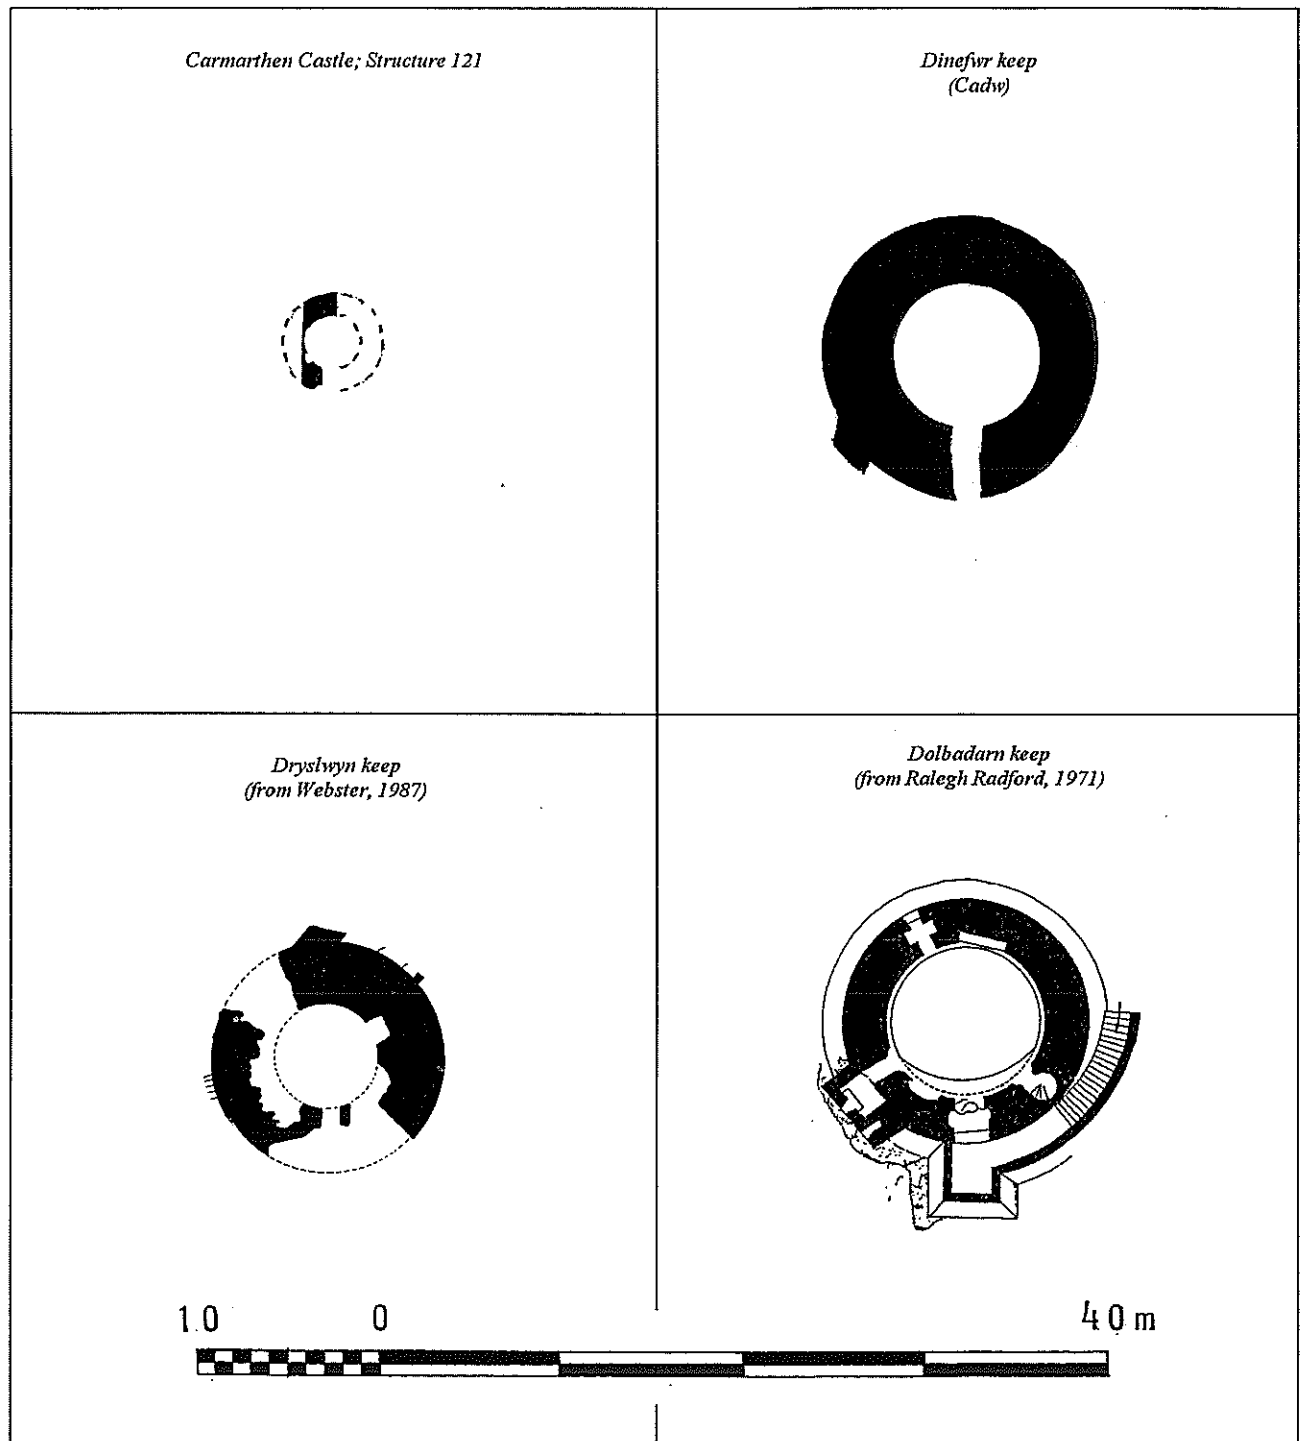 Carmarthen Castle; Structure 121
Dinefwr keep
(Cadw)
Dryslwyn keep
(from Webster, 1987)
Dolbadarn keep
(from Ralegh Radford, 1971)
10 0 40 m